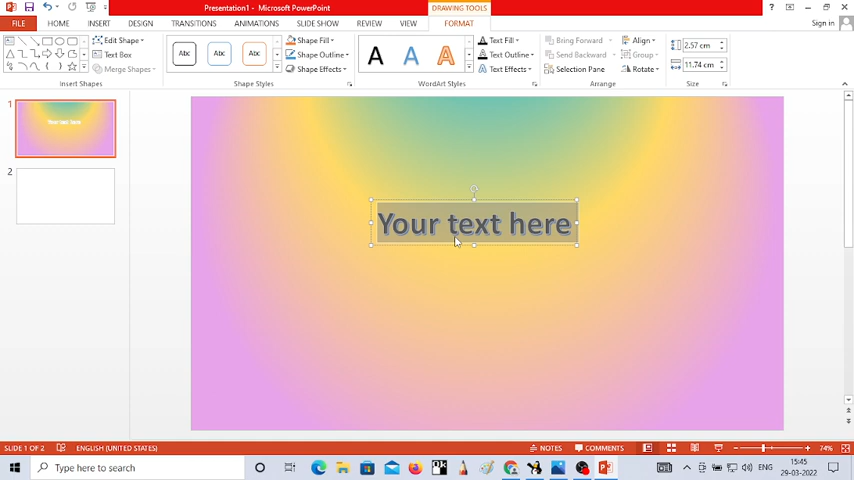 Presentation1 - Microsoft PowerPoint
DRAWING TOOLS
FILE HOME INSERT DESIGN TRANSITIONS ANIMATIONS SLIDE SHOW REVIEW VIEW FORMAT Sign in
Edit Shape
Text Box
Merge Shapes
Insert Shapes
Abc Abc Abc
Shape Fill
Shape Outline
Shape Effects
Shape Styles
A A A
Text Fill
Text Outline
Text Effects
WordArt Styles
Bring Forward
Send Backward
Selection Pane
Align
Group
Rotate
Arrange
2.57 cm
11.74 cm
Size
1
Your text here
2
Your text here
SLIDE 1 OF 2 ENGLISH (UNITED STATES) NOTES COMMENTS 74%
Type here to search
ENG
15:45
29-03-2022